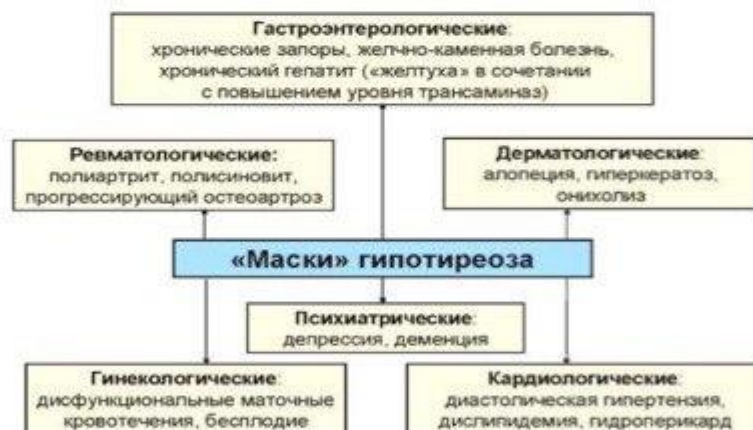 Гастроэнтерологические:
хронические запоры, желчно-каменная болезнь,
хронический гепатит («желтуха» в сочетании
с повышением уровня трансаминаз)
Ревматологические:
полиартрит, полисиновит,
прогрессирующий остеоартроз
Дерматологические:
алопеция, гиперкератоз,
онихолиз
«Маски» гипотиреоза
Психиатрические:
депрессия, деменция
Гинекологические:
дисфункциональные маточные
кровотечения, бесплодие
Кардиологические:
диастолическая гипертензия,
дислипидемия, гидроперикард